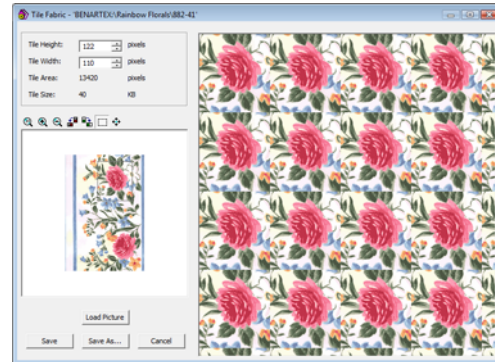 Tile Fabric - 'BENARTEX:\Rainbow Florals\882-41'
Tile Height: 122 pixels
Tile Width: 110 pixels
Tile Area: 13420 pixels
Tile Size: 40 KB
Load Picture
Save Save As... Cancel